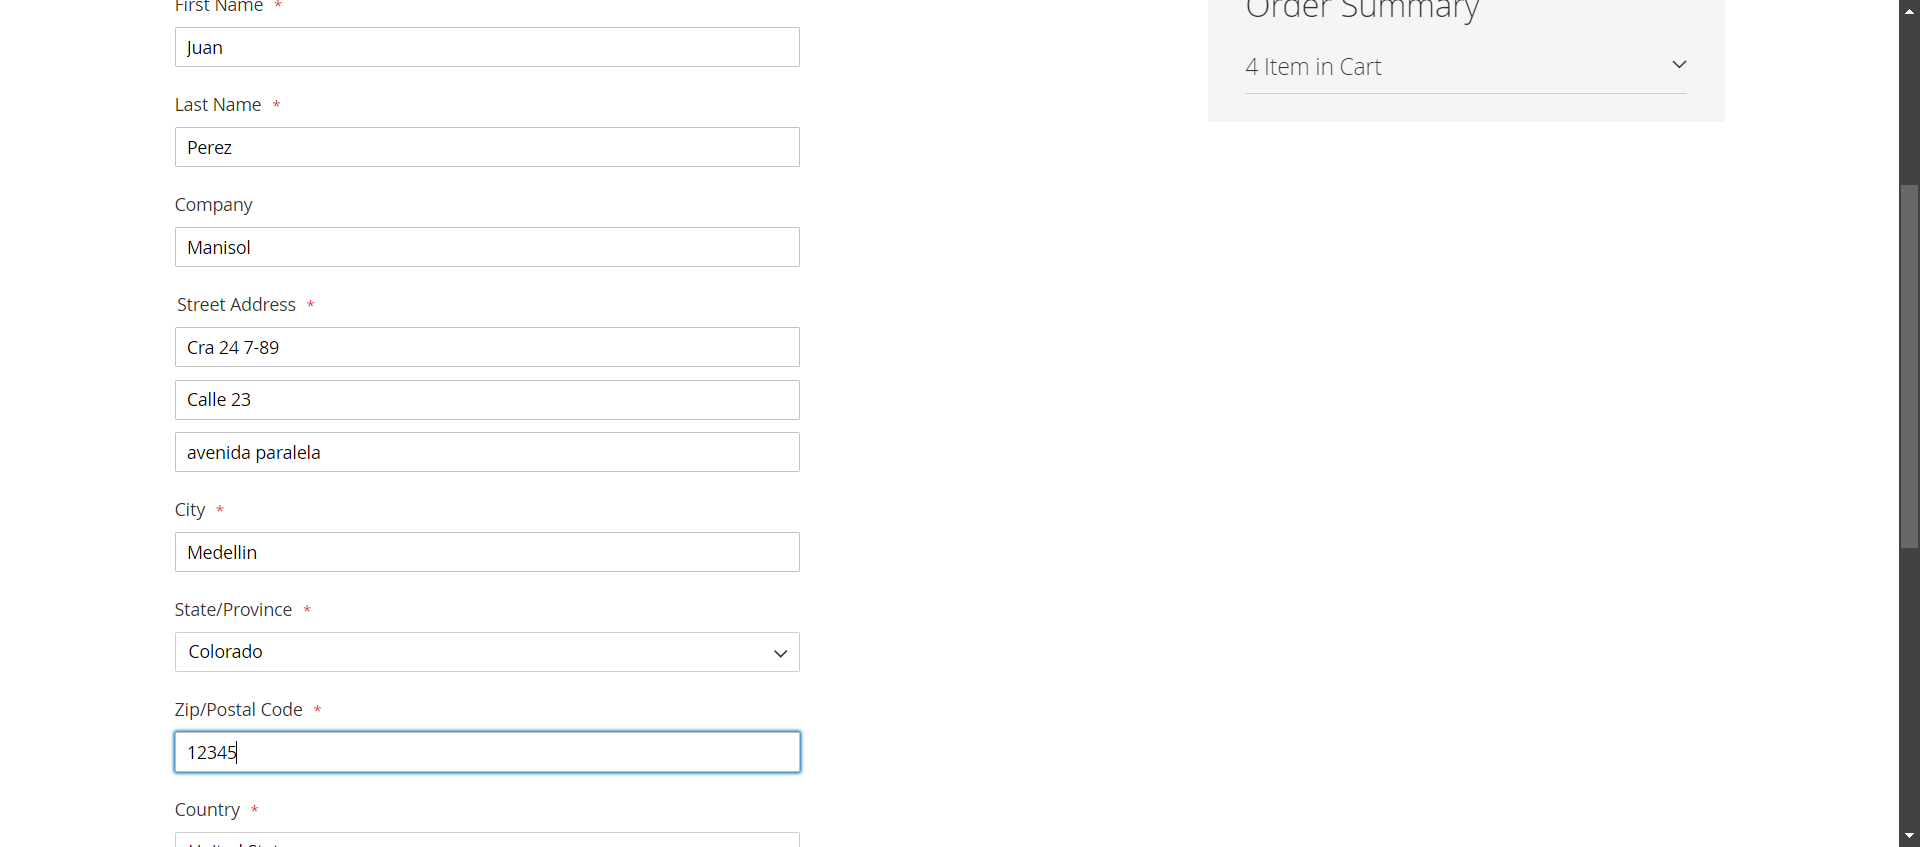 First Name *
Juan
Last Name *
Perez
Company
Manisol
Street Address *
Cra 24 7-89
Calle 23
avenida paralela
City *
Medellin
State/Province *
Colorado
Zip/Postal Code *
12345
Country *
Order Summary
4 Item in Cart